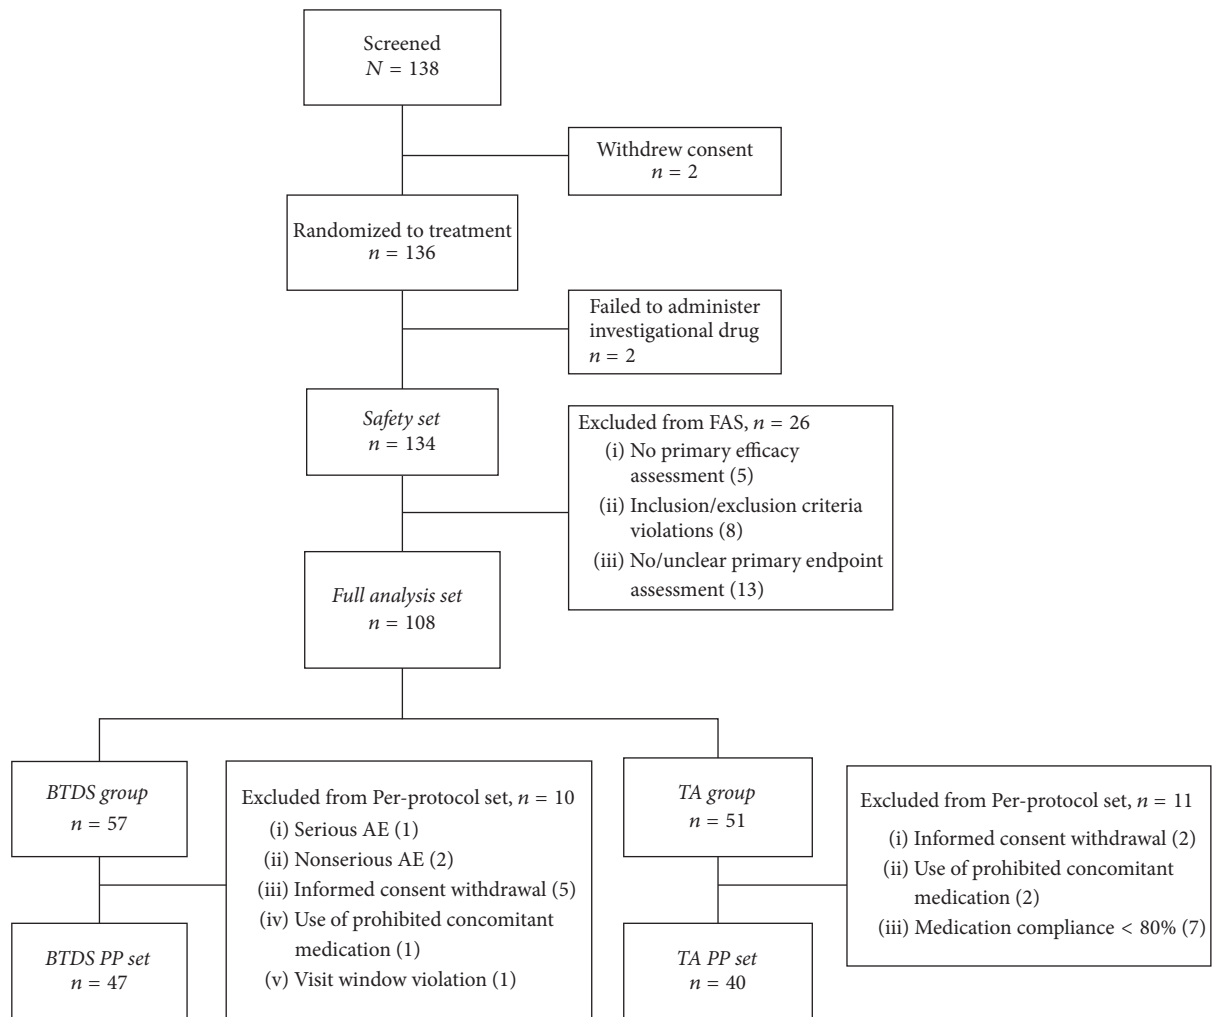 Screened
N = 138
Withdrew consent
n = 2
Randomized to treatment
n = 136
Failed to administer
investigational drug
n = 2
Safety set
n = 134
Excluded from FAS, n = 26
(i) No primary efficacy
assessment (5)
(ii) Inclusion/exclusion criteria
violations (8)
(iii) No/unclear primary endpoint
assessment (13)
Full analysis set
n = 108
BTDS group
n = 57
Excluded from Per-protocol set, n = 10
(i) Serious AE (1)
(ii) Nonserious AE (2)
(iii) Informed consent withdrawal (5)
(iv) Use of prohibited concomitant
medication (1)
(v) Visit window violation (1)
BTDS PP set
n = 47
TA group
n = 51
Excluded from Per-protocol set, n = 11
(i) Informed consent withdrawal (2)
(ii) Use of prohibited concomitant
medication (2)
(iii) Medication compliance < 80% (7)
TA PP set
n = 40